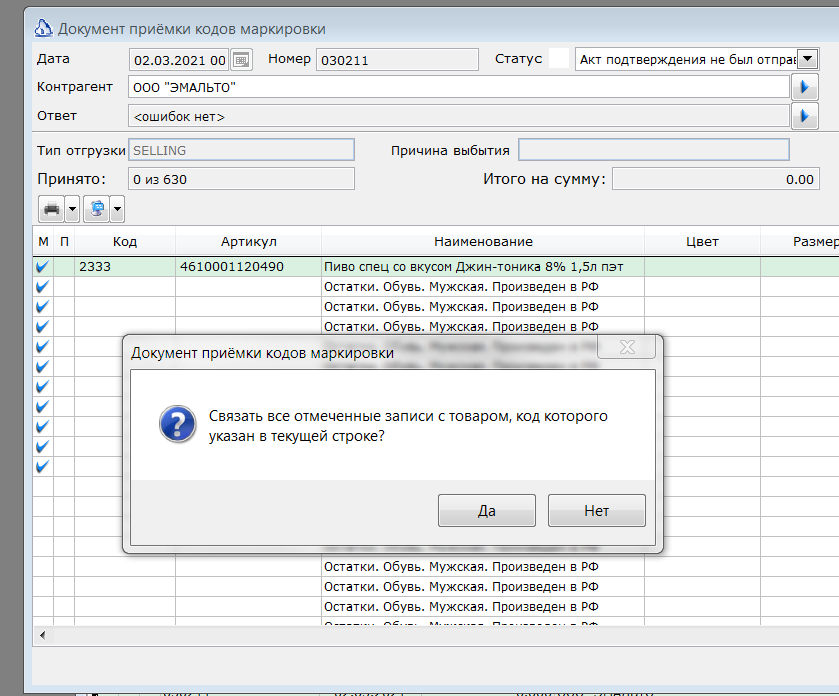 Документ приёмки кодов маркировки
Дата 02.03.2021 00 Номер 030211 Статус Акт подтверждения не был отправ
Контрагент ООО "ЭМАЛЬТО"
Ответ <ошибок нет>
Тип отгрузки SELLING Причина выбытия
Принято: 0 из 630 Итого на сумму: 0.00
М П Код Артикул Наименование Цвет Размер
2333 4610001120490 Пиво спец со вкусом Джин-тоника 8% 1,5л пэт
Остатки. Обувь. Мужская. Произведен в РФ
Остатки. Обувь. Мужская. Произведен в РФ
Остатки. Обувь. Мужская. Произведен в РФ
Документ приёмки кодов маркировки
Связать все отмеченные записи с товаром, код которого
указан в текущей строке?
Да Нет
Остатки. Обувь. Мужская. Произведен в РФ
Остатки. Обувь. Мужская. Произведен в РФ
Остатки. Обувь. Мужская. Произведен в РФ
Остатки. Обувь. Мужская. Произведен в РФ